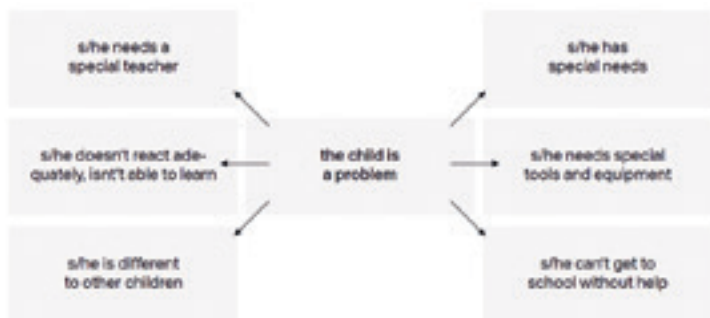 s/he needs a
special teacher
s/he has
special needs
s/he doesn't react ade-
quately, isnt't able to learn
the child is
a problem
s/he needs special
tools and equipment
s/he is different
to other children
s/he can't get to
school without help